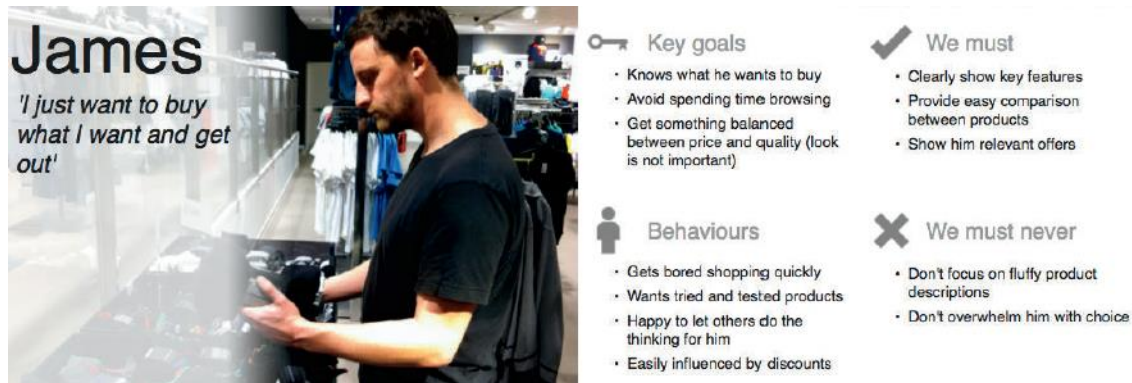 James
'I just want to buy
what I want and get
out'
Key goals
· Knows what he wants to buy
· Avoid spending time browsing
· Get something balanced
between price and quality (look
is not important)
We must
· Clearly show key features
· Provide easy comparison
between products
· Show him relevant offers
Behaviours
· Gets bored shopping quickly
· Wants tried and tested products
· Happy to let others do the
thinking for him
· Easily influenced by discounts
We must never
· Don't focus on fluffy product
descriptions
· Don't overwhelm him with choice